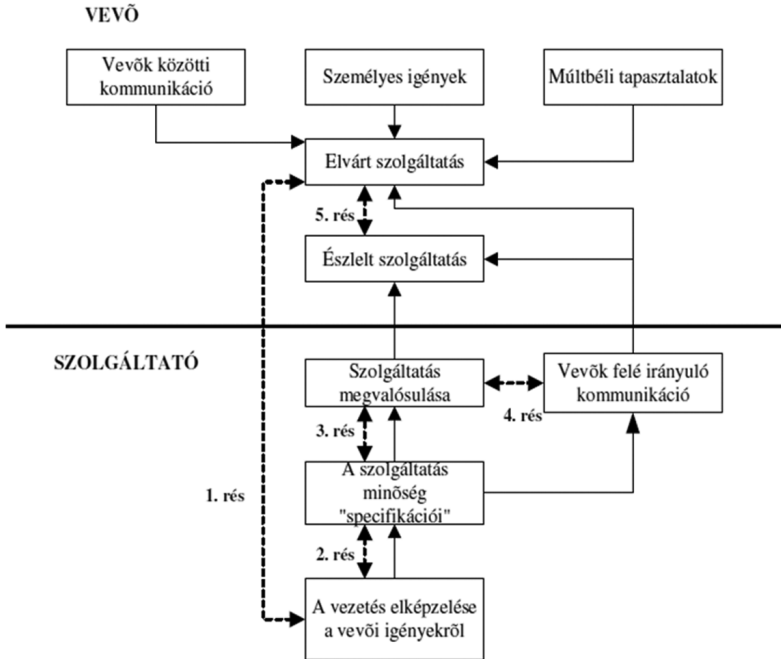 VEVÕ
Vevõk közötti
kommunikáció
Személyes igények
Múltbéli tapasztalatok
Elvárt szolgáltatás
5. rés
Észlelt szolgáltatás
SZOLGÁLTATÓ
Szolgáltatás
megvalósulása
Vevõk felé irányuló
kommunikáció
4. rés
3. rés
A szolgáltatás
minõség
"specifikációi"
1. rés
2. rés
A vezetés elképzelése
a vevõi igényekrõl